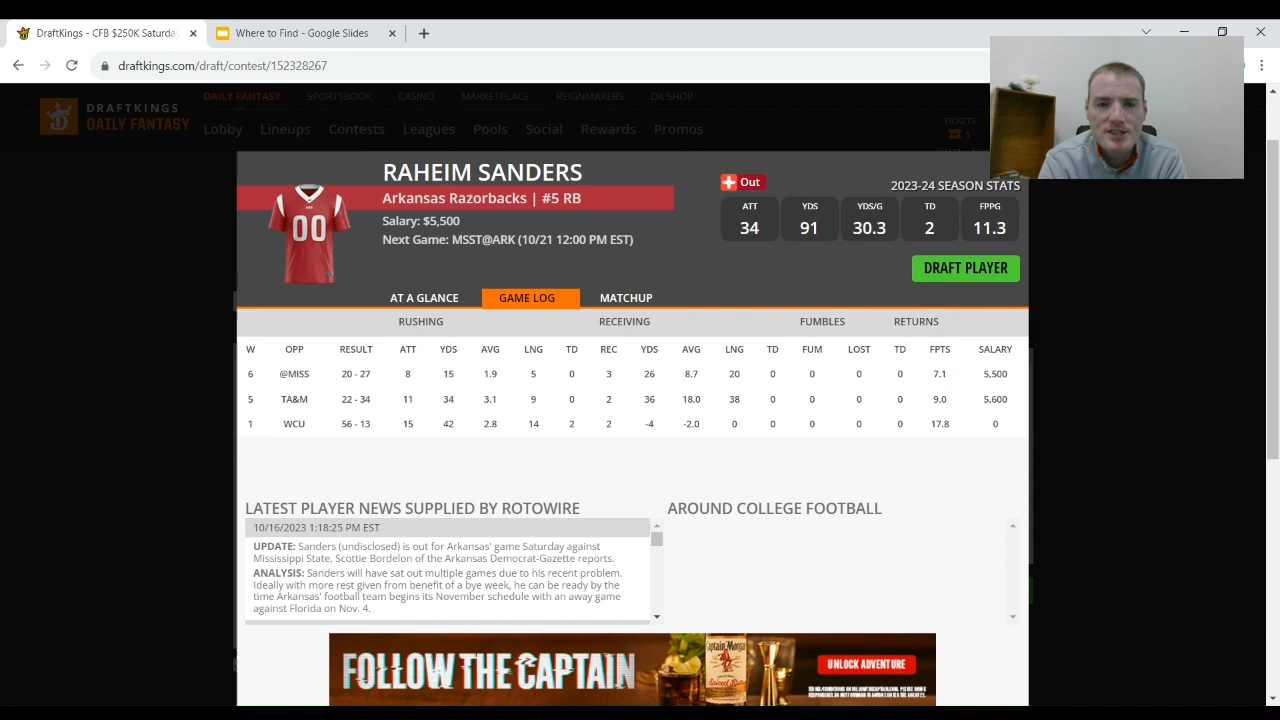 DraftKings - CFB $250K Saturda
Where to Find - Google Slides
draftkings.com/draft/contest/152328267
DRAFTKINGS
DAILY FANTASY
DAILY FANTASY SPORTSBOOK CASINO MARKETPLACE REIGNMAKERS DK SHOP
Lobby Lineups Contests Leagues Pools Social Rewards Promos
TICKETS
1
RAHEIM SANDERS
Arkansas Razorbacks | #5 RB
Salary: $5,500
Next Game: MSST@ARK (10/21 12:00 PM EST)
00
Out
2023-24 SEASON STATS
ATT YDS YDS/G TD FPPG
34 91 30.3 2 11.3
DRAFT PLAYER
AT A GLANCE GAME LOG MATCHUP
RUSHING RECEIVING FUMBLES RETURNS
W OPP RESULT ATT YDS AVG LNG TD REC YDS AVG LNG TD FUM LOST TD FPTS SALARY
6 @MISS 20 - 27 8 15 1.9 5 0 3 26 8.7 20 0 0 0 0 7.1 5,500
5 TA&M 22 - 34 11 34 3.1 9 0 2 36 18.0 38 0 0 0 0 9.0 5,600
1 WCU 56 - 13 15 42 2.8 14 2 2 -4 -2.0 0 0 0 0 0 17.8 0
LATEST PLAYER NEWS SUPPLIED BY ROTOWIRE
10/16/2023 1:18:25 PM EST
UPDATE: Sanders (undisclosed) is out for Arkansas' game Saturday against
Mississippi State, Scottie Bordelon of the Arkansas Democrat-Gazette reports.
ANALYSIS: Sanders will have sat out multiple games due to his recent problem.
Ideally with more rest given from benefit of a bye week, he can be ready by the
time Arkansas' football team begins its November schedule with an away game
against Florida on Nov. 4.
AROUND COLLEGE FOOTBALL
FOLLOW THE CAPTAIN
Captain Morgan
Spiced Rum
UNLOCK ADVENTURE